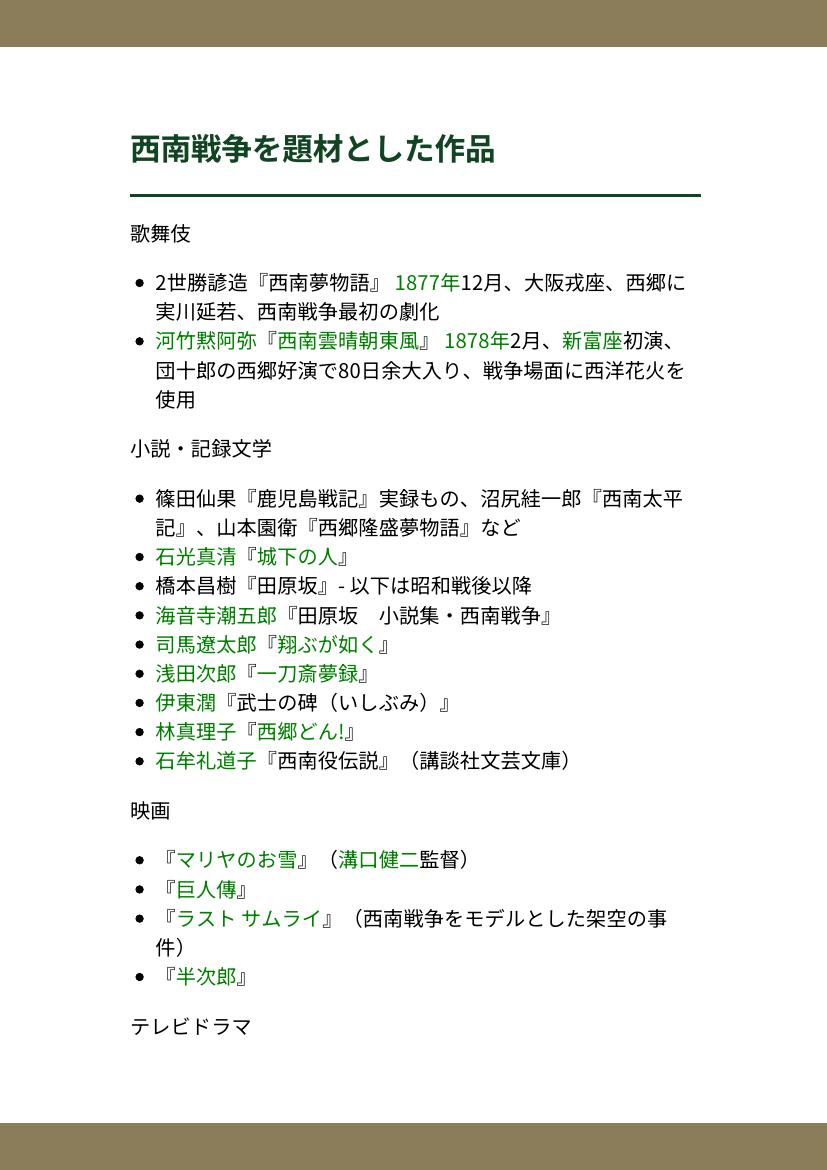 西南戦争を題材とした作品
歌舞伎
2世勝諺造『西南夢物語』 1877年12月、大阪戎座、西郷に
実川延若、西南戦争最初の劇化
河竹黙阿弥『西南雲晴朝東風』 1878年2月、新富座初演、
団十郎の西郷好演で80日余大入り、戦争場面に西洋花火を
使用
小説・記録文学
篠田仙果『鹿児島戦記』実録もの、沼尻絓一郎『西南太平
記』、山本園衛『西郷隆盛夢物語』など
石光真清『城下の人』
橋本昌樹『田原坂』- 以下は昭和戦後以降
海音寺潮五郎『田原坂　小説集・西南戦争』
司馬遼太郎『翔ぶが如く』
浅田次郎『一刀斎夢録』
伊東潤『武士の碑（いしぶみ）』
林真理子『西郷どん!』
石牟礼道子『西南役伝説』（講談社文芸文庫）
映画
『マリヤのお雪』（溝口健二監督）
『巨人傳』
『ラスト サムライ』（西南戦争をモデルとした架空の事
件）
『半次郎』
テレビドラマ